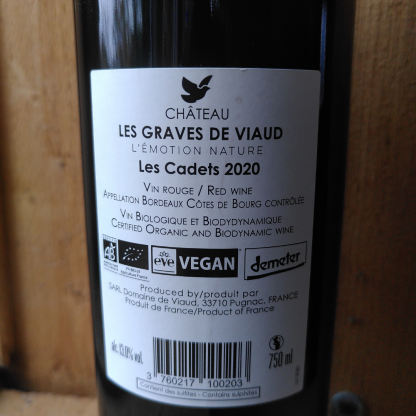 CHÂTEAU
LES GRAVES DE VIAUD
L'ÉMOTION NATURE
Les Cadets 2020
VIN ROUGE / RED WINE
APPELLATION BORDEAUX CÔTES DE BOURG CONTRÔLÉE
VIN BIOLOGIQUE ET BIODYDYNAMIQUE
CERTIFIED ORGANIC AND BIODYNAMIC WINE
AB
eve VEGAN
demeter
Produced by/produit par
SARL Domaine de Viaud, 33710 Pugnac, FRANCE
Produit de France/Product of France
alc. 13.0% vol.
750 ml
3 760217 100203
Contient des sulfites - Contains sulphites